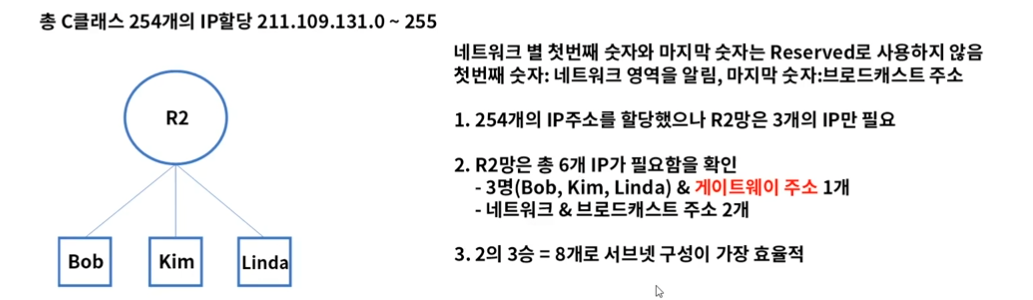 총 C클래스 254개의 IP할당 211.109.131.0 ~ 255
네트워크 별 첫번째 숫자와 마지막 숫자는 Reserved로 사용하지 않음
첫번째 숫자: 네트워크 영역을 알림, 마지막 숫자:브로드캐스트 주소
1. 254개의 IP주소를 할당했으나 R2망은 3개의 IP만 필요
2. R2망은 총 6개 IP가 필요함을 확인
- 3명(Bob, Kim, Linda) & 게이트웨이 주소 1개
- 네트워크 & 브로드캐스트 주소 2개
3. 2의 3승 = 8개로 서브넷 구성이 가장 효율적
R2
Bob
Kim
Linda